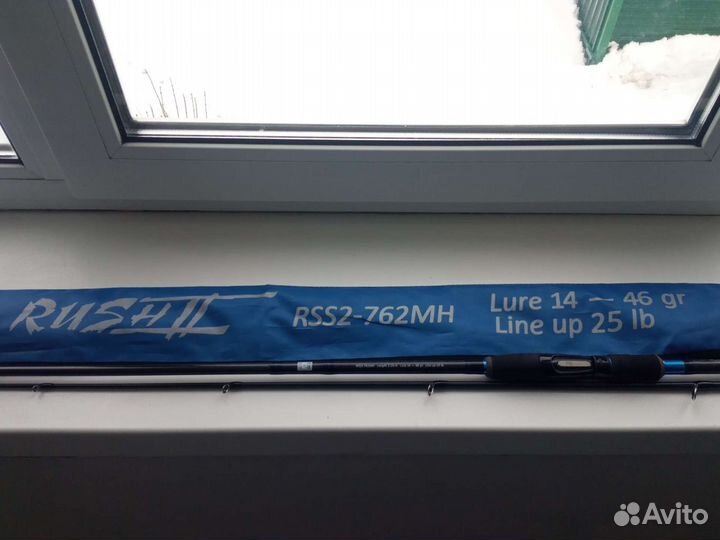 RUSH II
RSS2-762MH
Lure 14 — 46 gr
Line up 25 lb
Avito